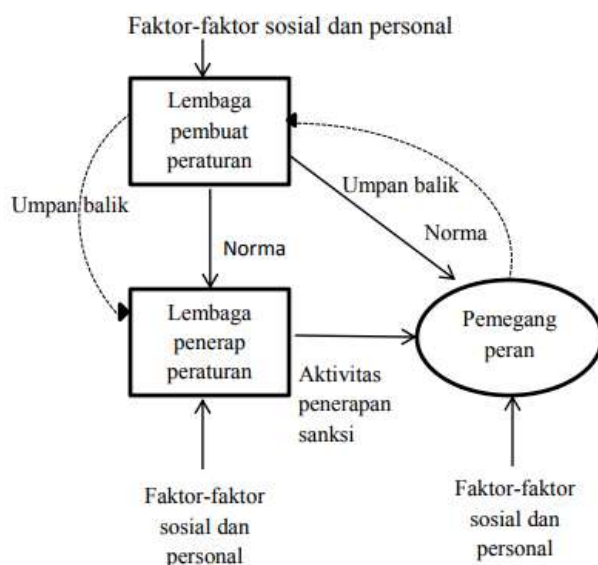 Faktor-faktor sosial dan personal
Lembaga
pembuat
peraturan
Umpan balik
Umpan balik
Norma
Norma
Lembaga
penerap
peraturan
Pemegang
peran
Aktivitas
penerapan
sanksi
Faktor-faktor
sosial dan
personal
Faktor-faktor
sosial dan
personal